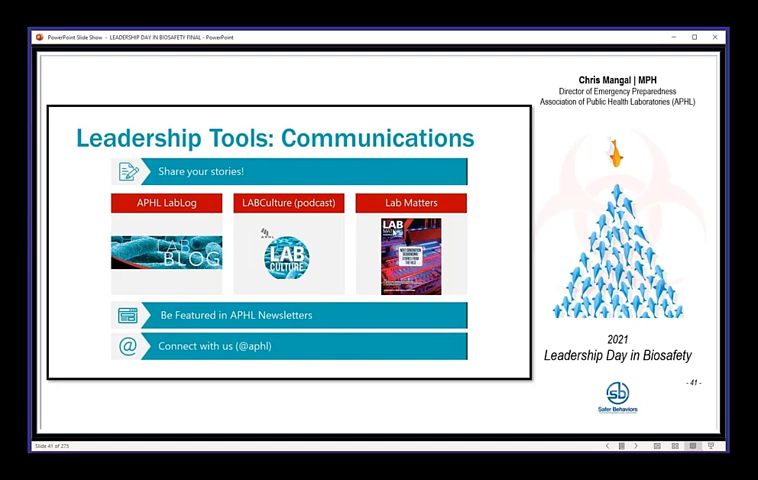 PowerPoint Slide Show - LEADERSHIP DAY IN BIOSAFETY FINAL - PowerPoint
Chris Mangal | MPH
Director of Emergency Preparedness
Association of Public Health Laboratories (APHL)
Leadership Tools: Communications
Share your stories!
APHL LabLog
LABCulture (podcast)
Lab Matters
LAB
BLOG
APHL
LAB
CULTURE
LAB
Be Featured in APHL Newsletters
@ Connect with us (@aphl)
2021
Leadership Day in Biosafety
- 41 -
sb
Safer Behaviors
Slide 41 of 275